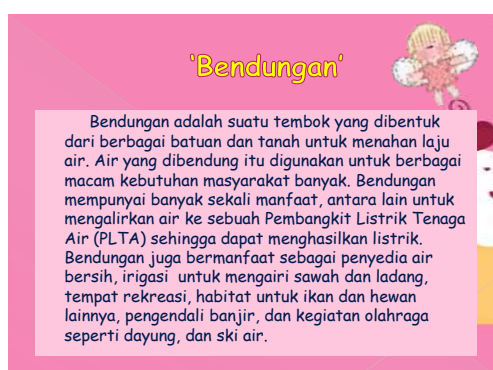 'Bendungan'
Bendungan adalah suatu tembok yang dibentuk
dari berbagai batuan dan tanah untuk menahan laju
air. Air yang dibendung itu digunakan untuk berbagai
macam kebutuhan masyarakat banyak. Bendungan
mempunyai banyak sekali manfaat, antara lain untuk
mengalirkan air ke sebuah Pembangkit Listrik Tenaga
Air (PLTA) sehingga dapat menghasilkan listrik.
Bendungan juga bermanfaat sebagai penyedia air
bersih, irigasi untuk mengairi sawah dan ladang,
tempat rekreasi, habitat untuk ikan dan hewan
lainnya, pengendali banjir, dan kegiatan olahraga
seperti dayung, dan ski air.